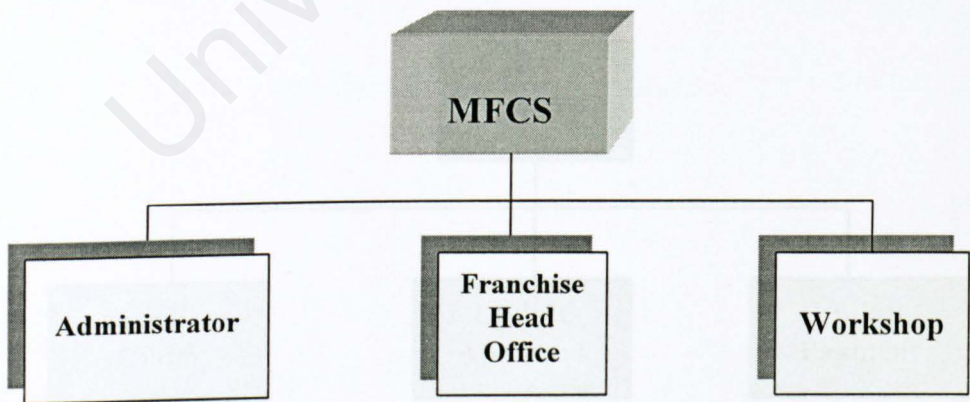 MFCS
Administrator
Franchise
Head
Office
Workshop